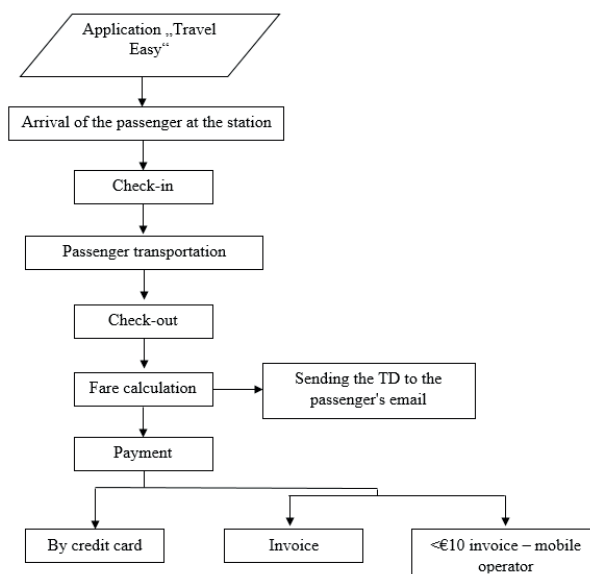 Application „Travel
Easy“
Arrival of the passenger at the station
Check-in
Passenger transportation
Check-out
Fare calculation
Sending the TD to the
passenger's email
Payment
By credit card
Invoice
<€10 invoice – mobile
operator